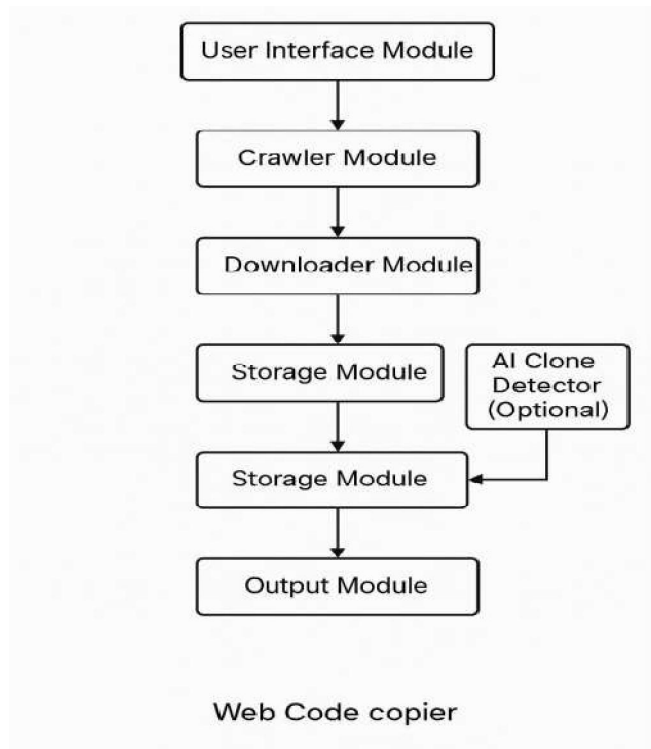 User Interface Module
Crawler Module
Downloader Module
Storage Module
AI Clone
Detector
(Optional)
Storage Module
Output Module
Web Code copier